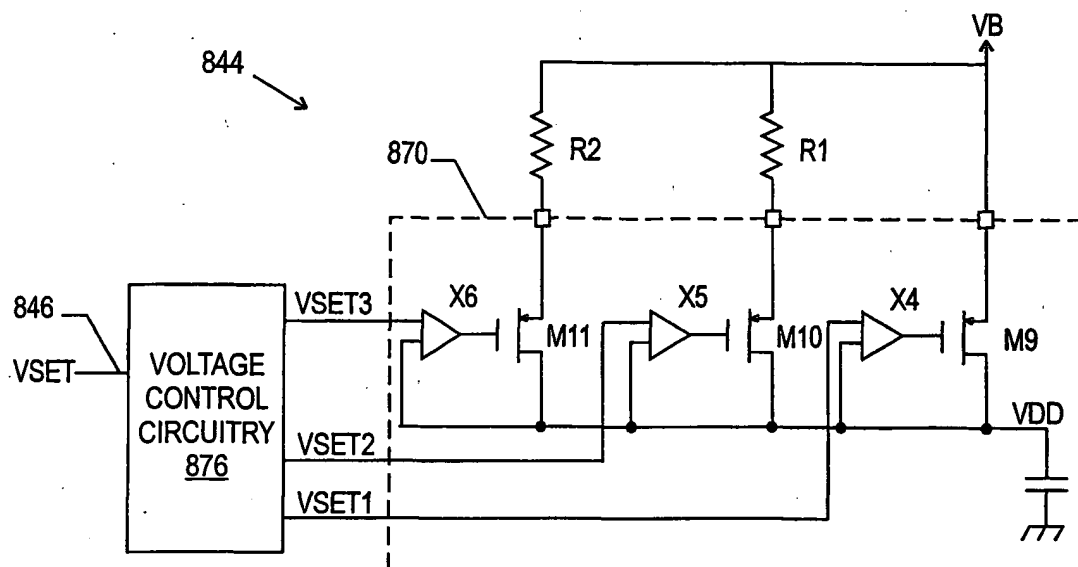 VB
844
R2
R1
870
846
VSET3
X6
X5
X4
M11
M10
M9
VSET
VOLTAGE
CONTROL
CIRCUITRY
876
VDD
VSET2
VSET1